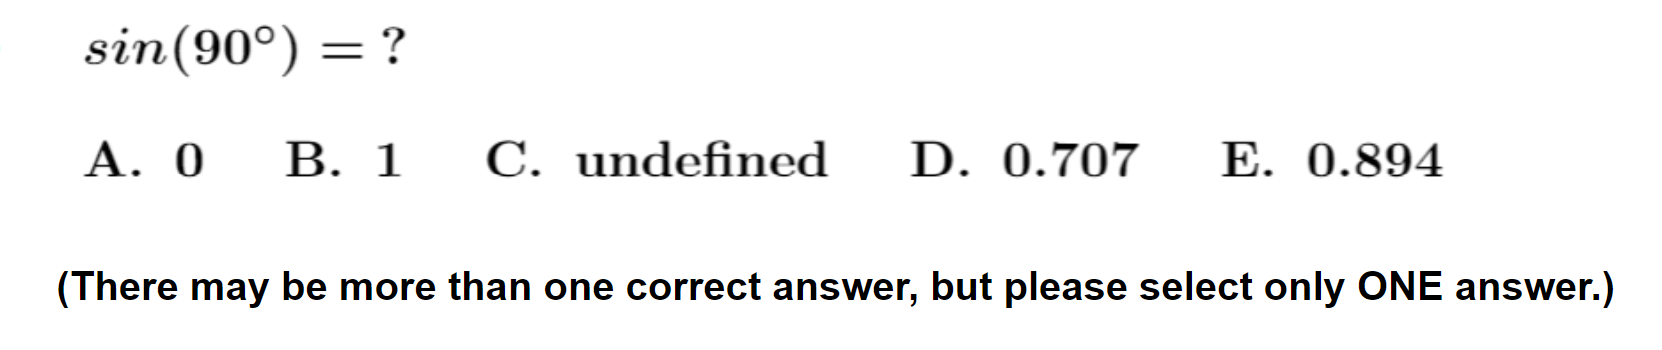 sin(90°) = ?
A. 0 B. 1 C. undefined D. 0.707 E. 0.894
(There may be more than one correct answer, but please select only ONE answer.)